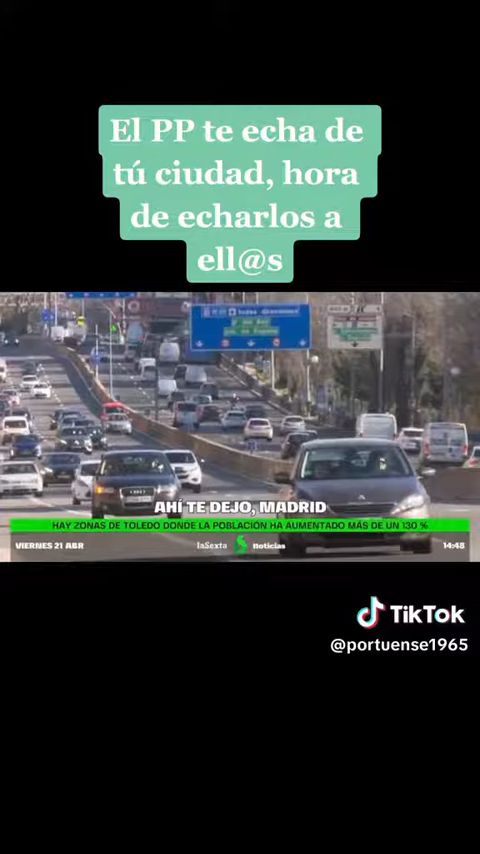 El PP te echa de
tú ciudad, hora
de echarlos a
ell@s
AHÍ TE DEJO, MADRID
HAY ZONAS DE TOLEDO DONDE LA POBLACIÓN HA AUMENTADO MÁS DE UN 130 %
VIERNES 21 ABR
laSexta noticias
14:48
TikTok
@portuense1965